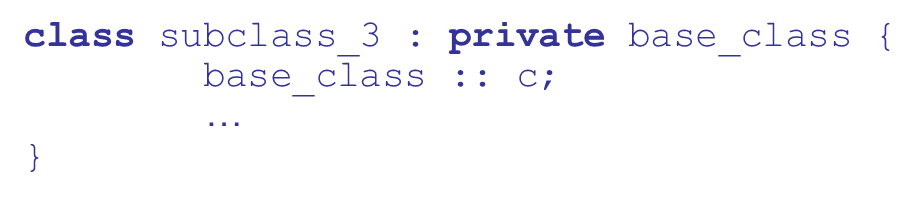 class subclass_3 : private base_class {
base_class :: c;
…
}